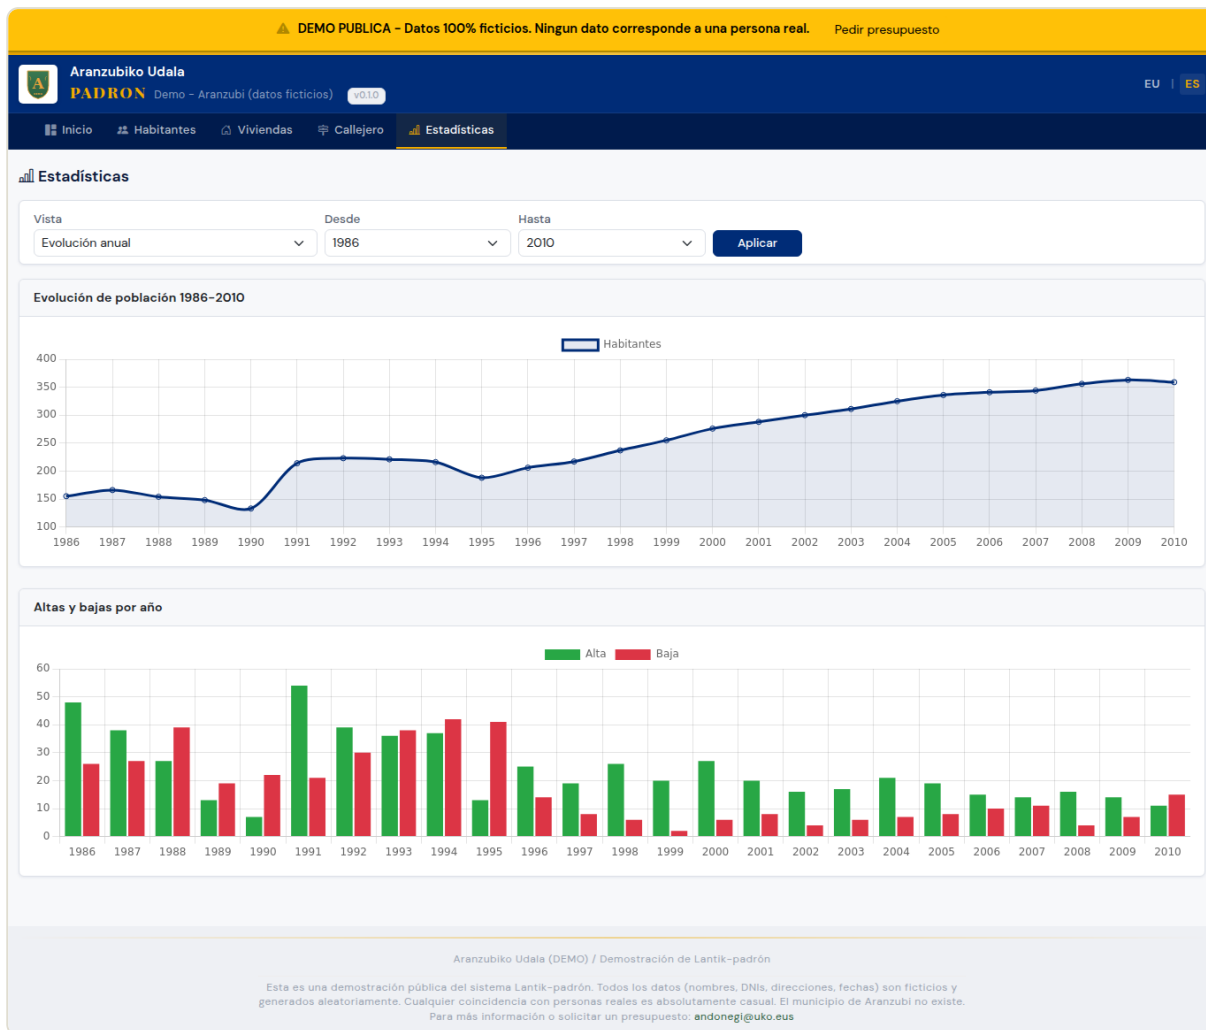 DEMO PUBLICA - Datos 100% ficticios. Ningun dato corresponde a una persona real. Pedir presupuesto
A
Aranzubiko Udala
PADRON Demo - Aranzubi (datos ficticios) v0.1.0
EU | ES
Inicio Habitantes Viviendas Callejero Estadísticas
Estadísticas
Vista Desde Hasta
Evolución anual 1986 2010 Aplicar
Evolución de población 1986-2010
Habitantes
400
350
300
250
200
150
100
1986 1987 1988 1989 1990 1991 1992 1993 1994 1995 1996 1997 1998 1999 2000 2001 2002 2003 2004 2005 2006 2007 2008 2009 2010
Altas y bajas por año
Alta Baja
60
50
40
30
20
10
0
1986 1987 1988 1989 1990 1991 1992 1993 1994 1995 1996 1997 1998 1999 2000 2001 2002 2003 2004 2005 2006 2007 2008 2009 2010
Aranzubiko Udala (DEMO) / Demostración de Lantik-padrón
Esta es una demostración pública del sistema Lantik-padrón. Todos los datos (nombres, DNIs, direcciones, fechas) son ficticios y
generados aleatoriamente. Cualquier coincidencia con personas reales es absolutamente casual. El municipio de Aranzubi no existe.
Para más información o solicitar un presupuesto: andonegi@uko.eus